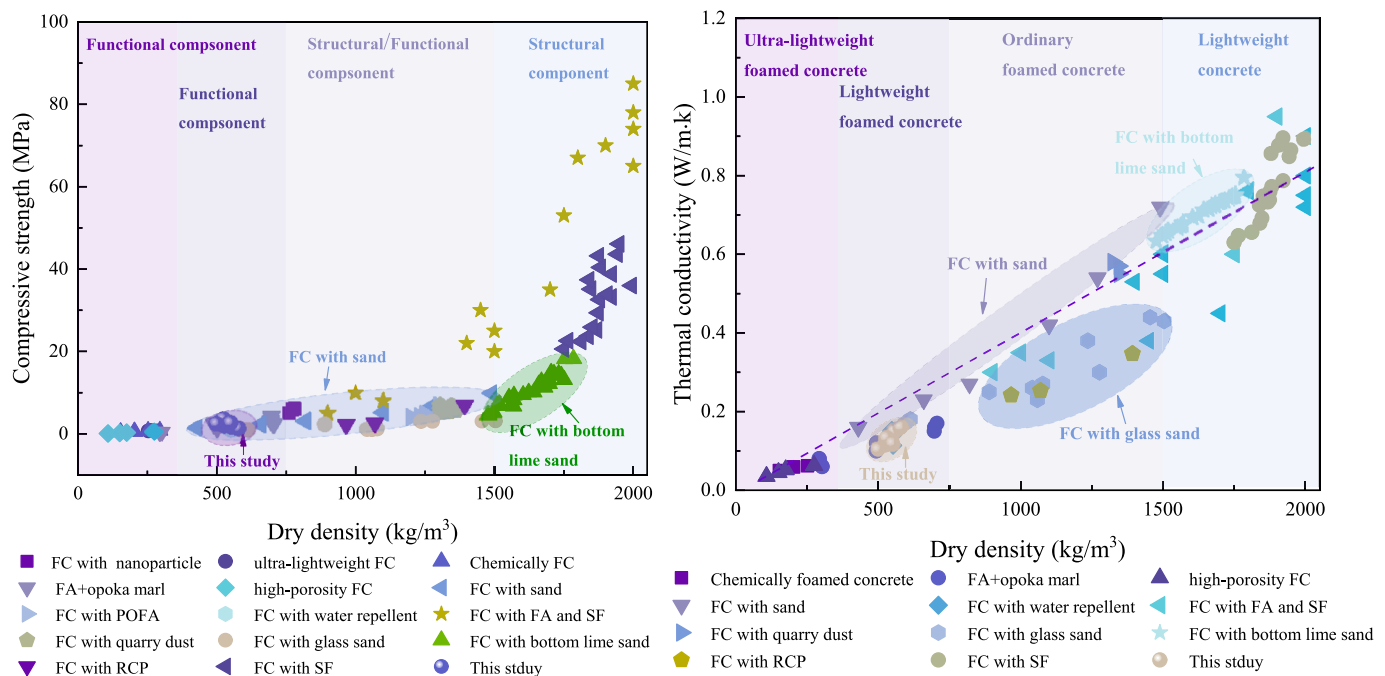 Compressive strength (MPa)
100
80
60
40
20
0
-10
Functional compsonent
Structural/Functional
compsonent
Structural
component
Functional
compsonent
FC with sand
This study
FC with bottom
lime sand
0
500
1000
1500
2000
Dry density (kg/m³)
FC with nanoparticle
ultra-lightweight FC
Chemically FC
FA+opoka marl
high-porosity FC
FC with sand
FC with POFA
FC with water repellent
FC with FA and SF
FC with quarry dust
FC with glass sand
FC with bottom lime sand
FC with RCP
FC with SF
This stduy
Thermal conductivity (W/m·k)
1.2
1.0
0.8
0.6
0.4
0.2
0.0
Ultra-lightweight
foamed concrete
Ordinary
foamed concrete
Lightweight
concrete
Lightweight
foamed concrete
FC with bottom
lime sand
FC with sand
FC with glass sand
This study
0
500
1000
1500
2000
Dry density (kg/m³)
Chemically foamed concrete
FA+opoka marl
high-porosity FC
FC with sand
FC with water repellent
FC with FA and SF
FC with quarry dust
FC with glass sand
FC with bottom lime sand
FC with RCP
FC with SF
This stduy